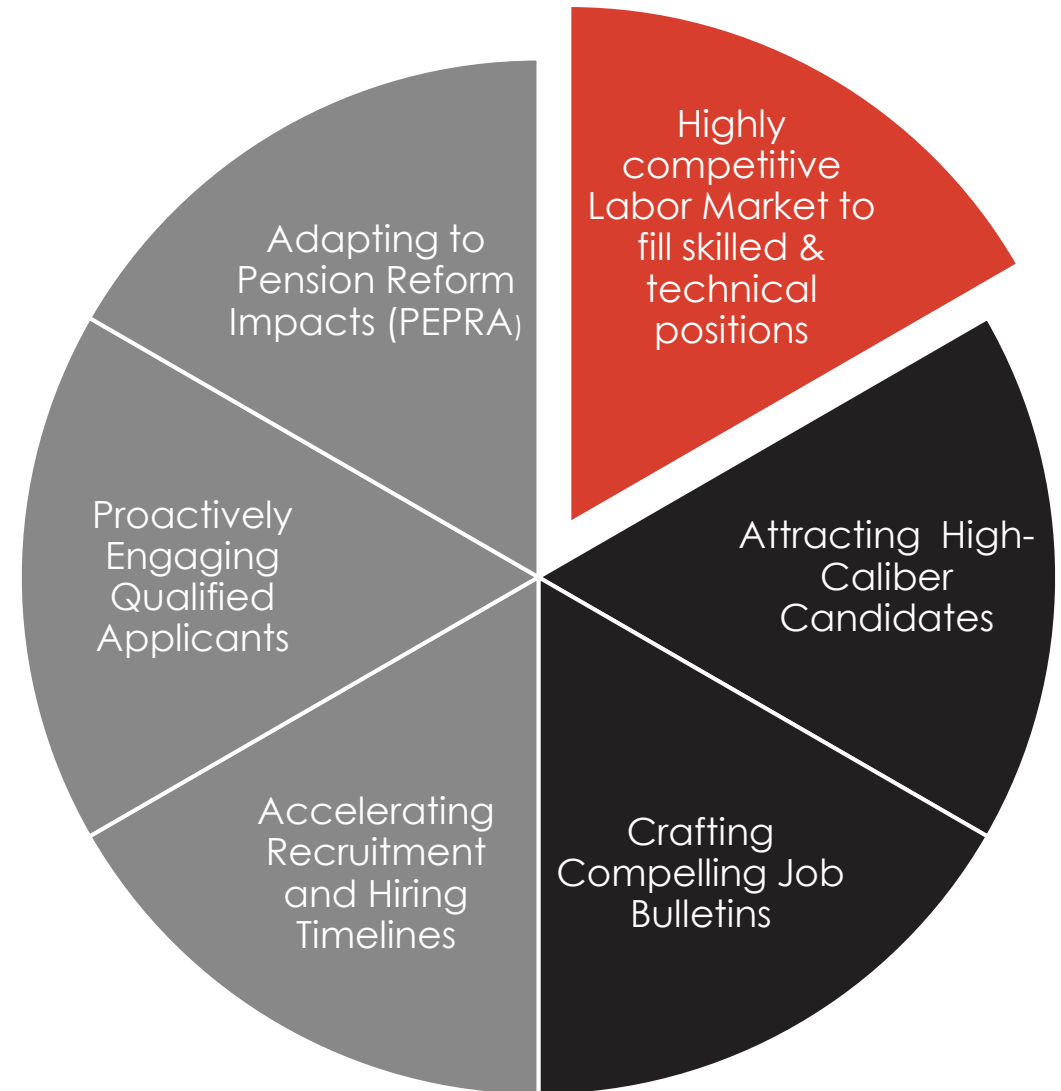 Highly
competitive
Labor Market to
fill skilled &
technical
positions
Attracting  High-
Caliber
Candidates
Crafting
Compelling Job
Bulletins
Accelerating
Recruitment
and Hiring
Timelines
Proactively
Engaging
Qualified
Applicants
Adapting to
Pension Reform
Impacts (PEPRA)